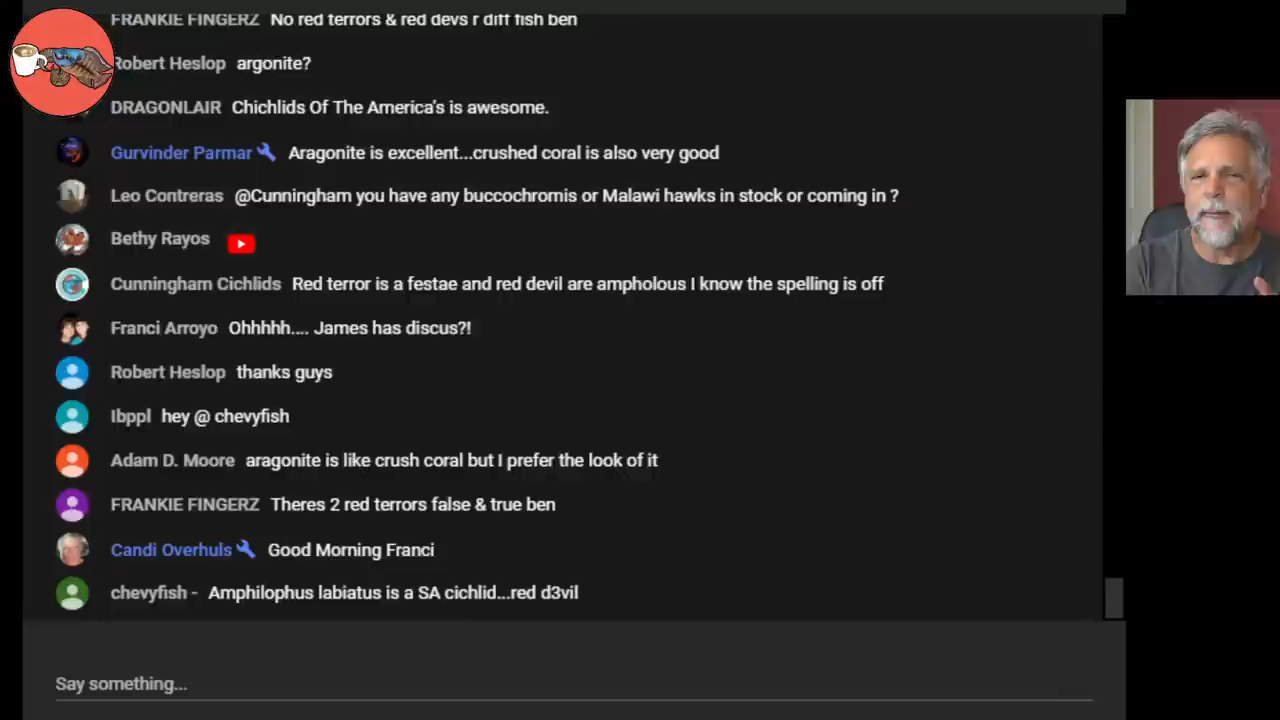 FRANKIE FINGERZ No red terrors & red devs r diff fish ben
Robert Heslop argonite?
DRAGONLAIR Chichlids Of The America's is awesome.
Gurvinder Parmar Aragonite is excellent...crushed coral is also very good
Leo Contreras @Cunningham you have any buccochromis or Malawi hawks in stock or coming in ?
Bethy Rayos
Cunningham Cichlids Red terror is a festae and red devil are ampholous I know the spelling is off
Franci Arroyo Ohhhhh.... James has discus?!
Robert Heslop thanks guys
Ibppl hey @ chevyfish
Adam D. Moore aragonite is like crush coral but I prefer the look of it
FRANKIE FINGERZ Theres 2 red terrors false & true ben
Candi Overhuls Good Morning Franci
chevyfish - Amphilophus labiatus is a SA cichlid...red d3vil
Say something...